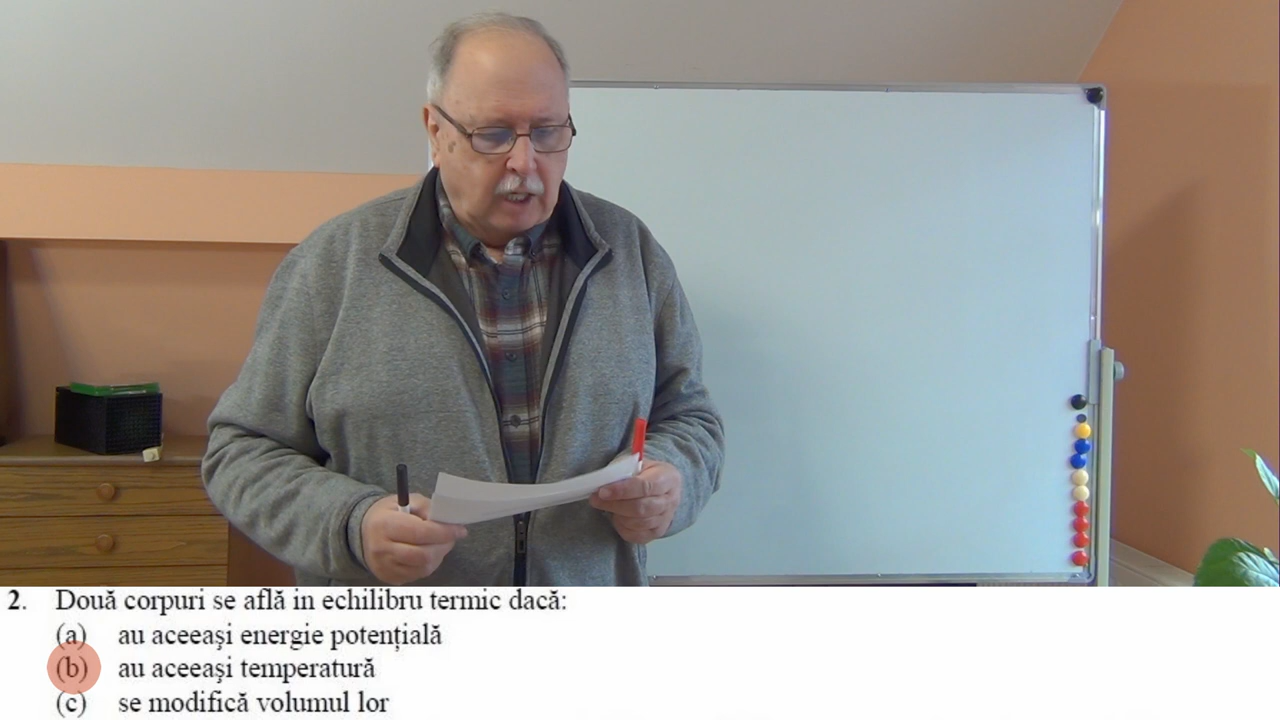 2. Două corpuri se află in echilibru termic dacă:
(a) au aceeaşi energie potenţială
(b) au aceeaşi temperatură
(c) se modifică volumul lor